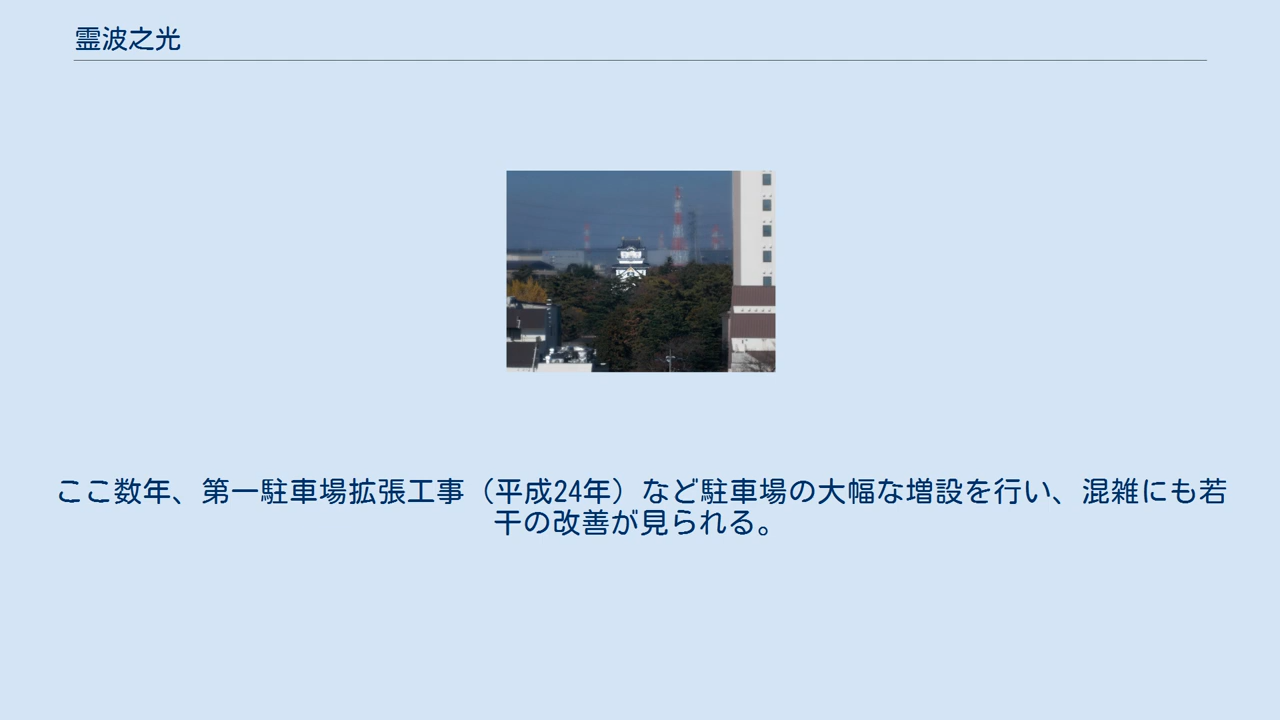 霊波之光
ここ数年、第一駐車場拡張工事（平成24年）など駐車場の大幅な増設を行い、混雑にも若
干の改善が見られる。